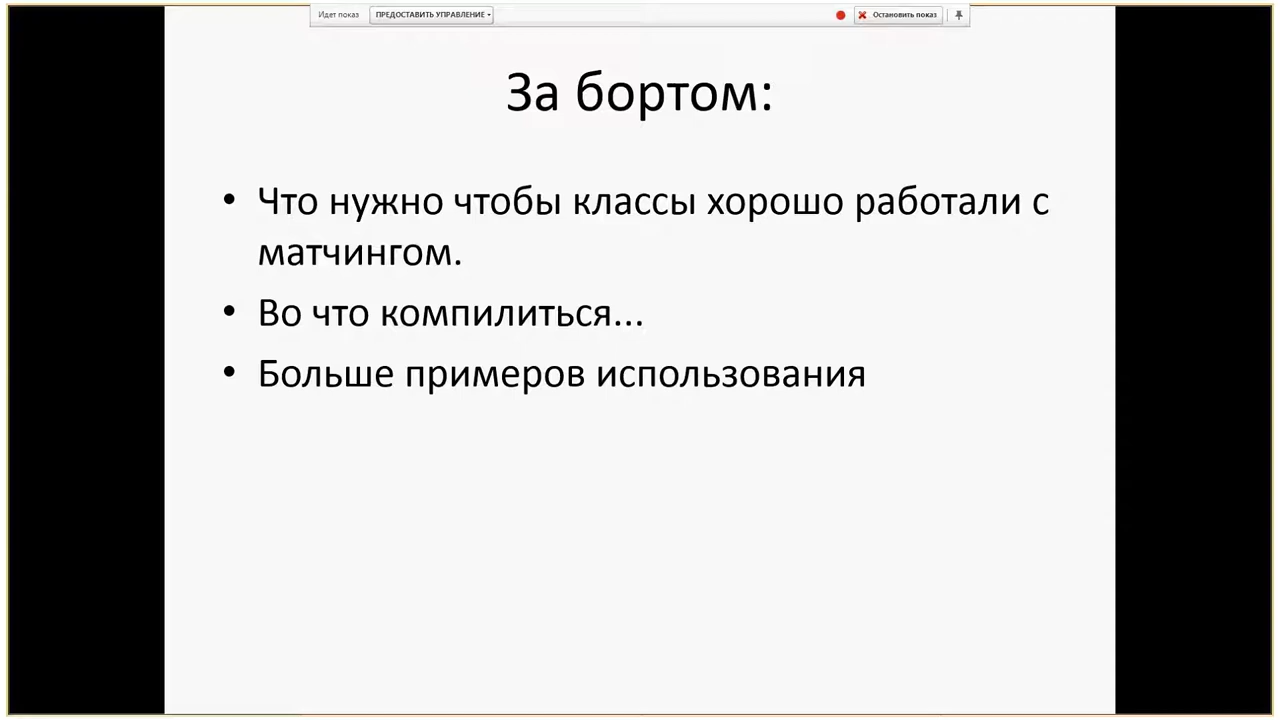 Идет показ ПРЕДОСТАВИТЬ УПРАВЛЕНИЕ Остановить показ
За бортом:
• Что нужно чтобы классы хорошо работали с
матчингом.
• Во что компилиться...
• Больше примеров использования